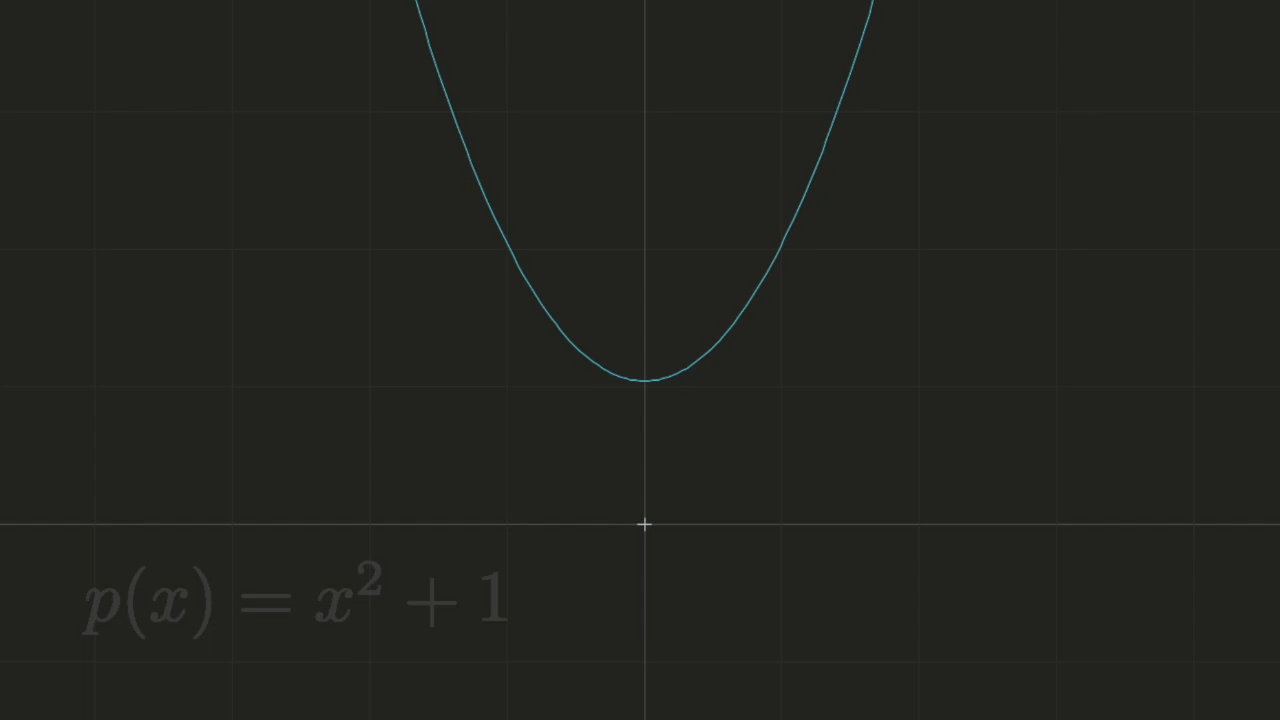 p(x) = x² + 1